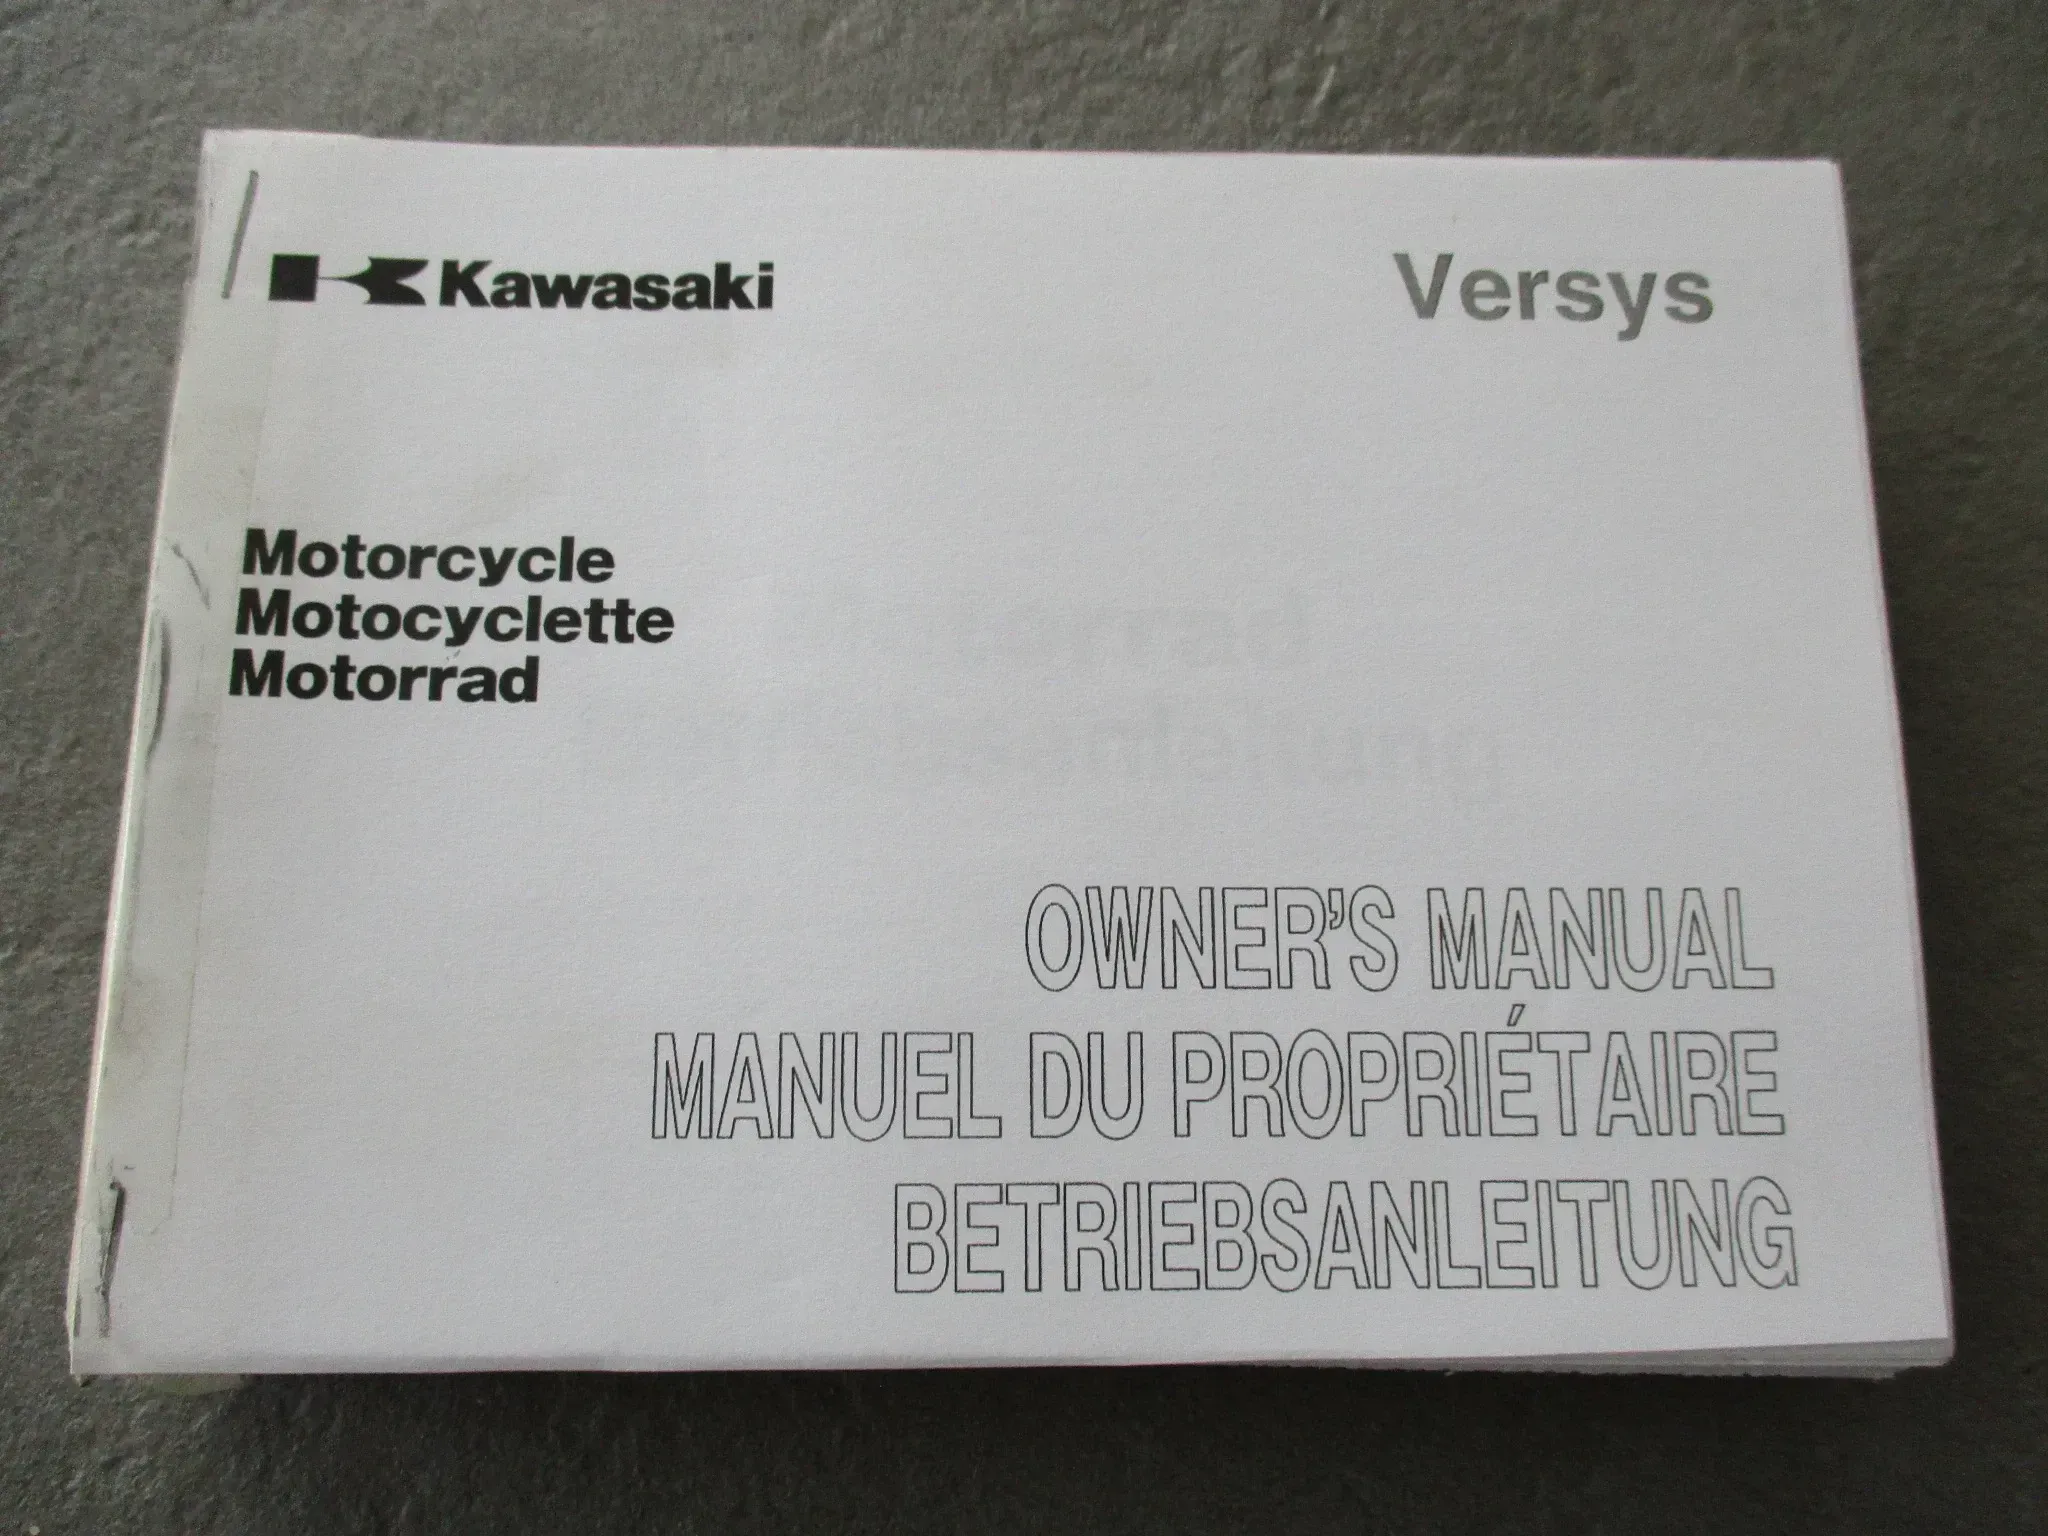 Kawasaki
Versys
Motorcycle
Motocyclette
Motorrad
OWNER'S MANUAL
MANUEL DU PROPRIÉTAIRE
BETRIEBSANLEITUNG